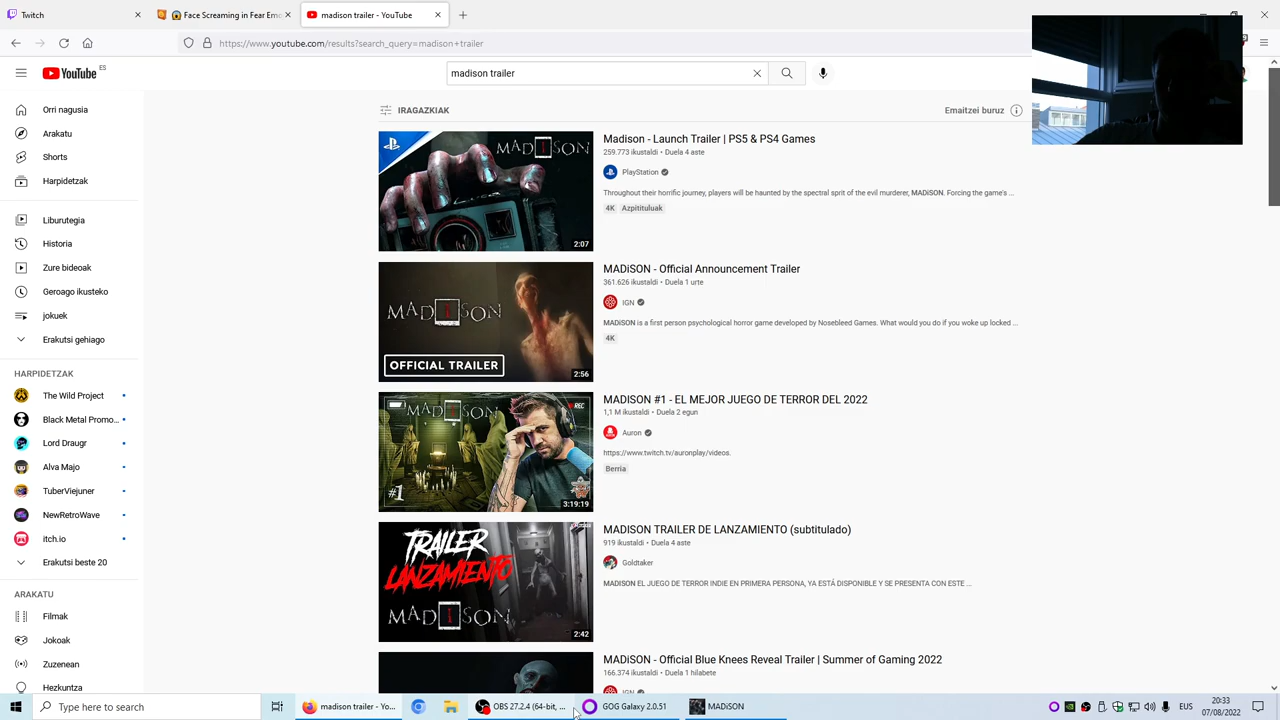 Screaming in Fear Eme
madison trailer - YouTube
https://www.youtube.com/results?search_query=madison+trailer
YouTube ES
madison trailer
Orri nagusia
Arakatu
Shorts
Harpidetzak
Liburutegia
Historia
Zure bideoak
Geroago ikusteko
jokuek
Erakutsi gehiago
HARPIDETZAK
The Wild Project
Black Metal Promo...
Lord Draugr
Alva Majo
TuberViejuner
NewRetroWave
itch.io
Erakutsi beste 20
ARAKATU
Filmak
Jokoak
Zuzenean
Hezkuntza
IRAGAZKIAK
Emaitzei buruz
MADISON
2:07
Madison - Launch Trailer | PS5 & PS4 Games
259.773 ikustaldi • Duela 4 aste
PlayStation
Throughout their horrific journey, players will be haunted by the spectral sprit of the evil murderer, MADiSON. Forcing the game's ...
4K Azpitituluak
MADISON
OFFICIAL TRAILER
2:56
MADiSON - Official Announcement Trailer
361.626 ikustaldi • Duela 1 urte
IGN
MADiSON is a first person psychological horror game developed by Nosebleed Games. What would you do if you woke up locked ...
4K
MADISON
REC
#1
3:19:19
MADISON #1 - EL MEJOR JUEGO DE TERROR DEL 2022
1,1 M ikustaldi • Duela 2 egun
Auron
https://www.twitch.tv/auronplay/videos.
Berria
TRAILER
LANZAMIENTO
MADISON
2:42
MADISON TRAILER DE LANZAMIENTO (subtitulado)
919 ikustaldi • Duela 4 aste
Goldtaker
MADISON EL JUEGO DE TERROR INDIE EN PRIMERA PERSONA, YA ESTÁ DISPONIBLE Y SE PRESENTA CON ESTE ...
MADiSON - Official Blue Knees Reveal Trailer | Summer of Gaming 2022
166.374 ikustaldi • Duela 1 hilabete
IGN
Type here to search
madison trailer - Yo...
OBS 27.2.4 (64-bit, ...
GOG Galaxy 2.0.51
MADiSON
EUS
20:33
07/08/2022